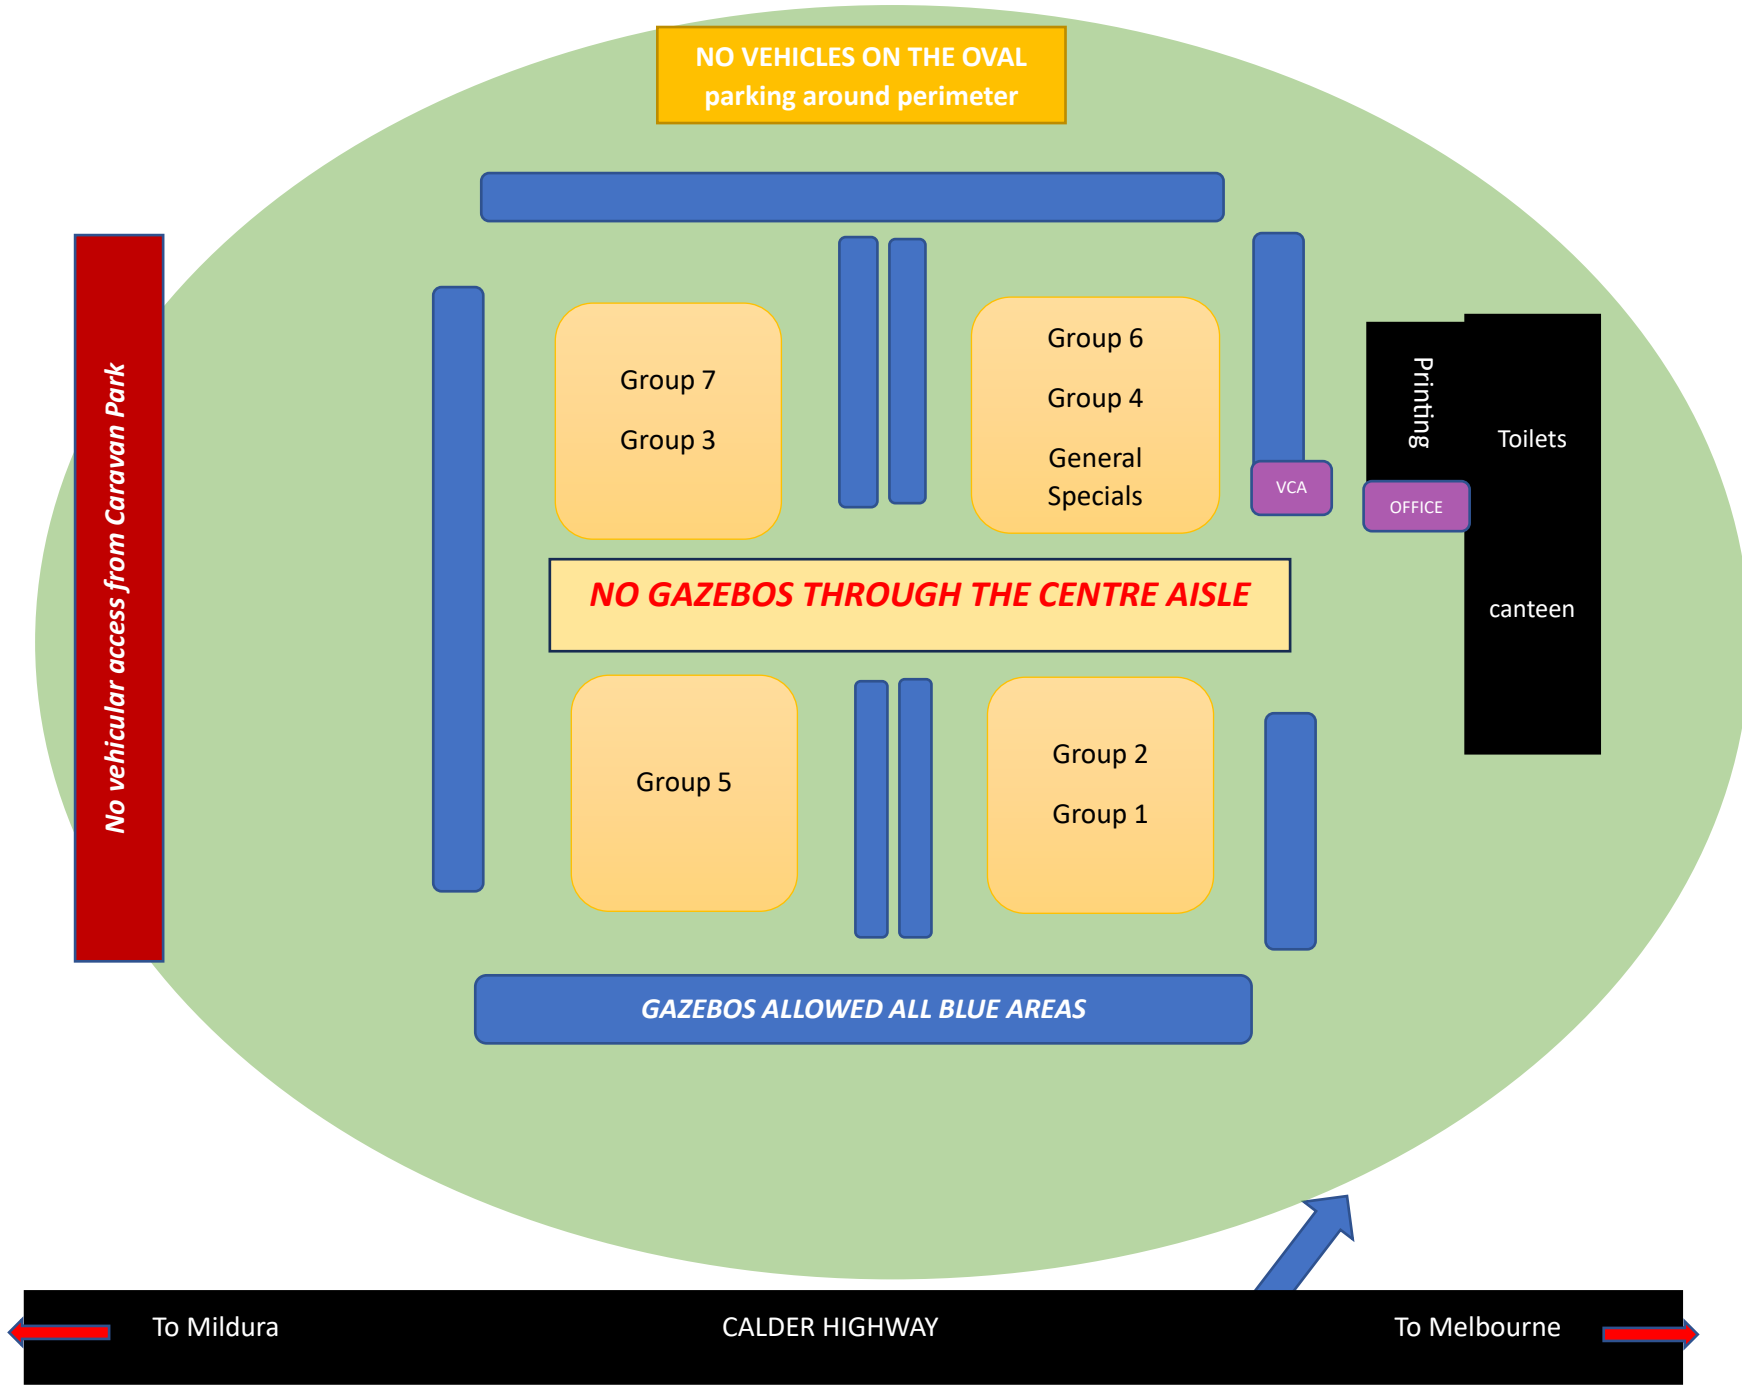 NO VEHICLES ON THE OVAL
parking around perimeter
No vehicular access from Caravan Park
Group 7
Group 3
Group 6
Group 4
General
Specials
VCA
Printing
OFFICE
Toilets
canteen
NO GAZEBOS THROUGH THE CENTRE AISLE
Group 5
Group 2
Group 1
GAZEBOS ALLOWED ALL BLUE AREAS
To Mildura
CALDER HIGHWAY
To Melbourne